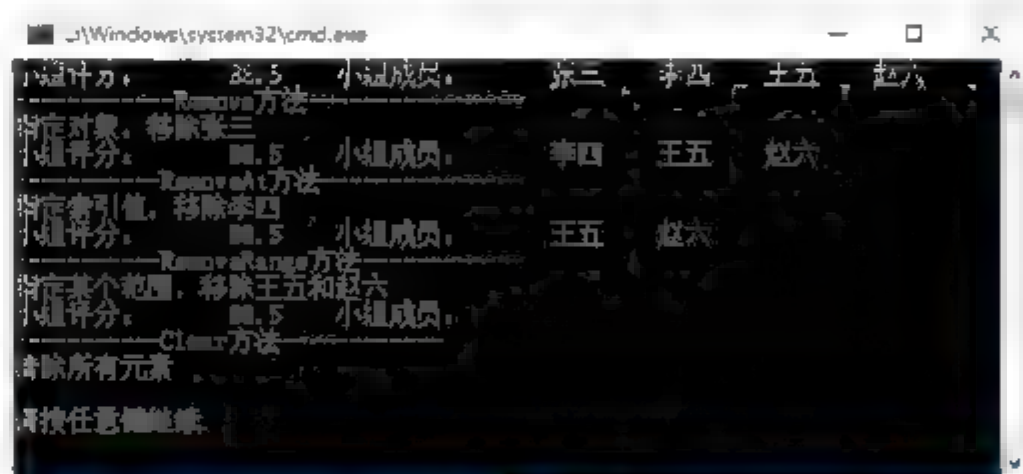 \Windows\system32\cmd.exe
小组评分: .5 小组成员: 张三 李四 王五 赵六
----------Remove方法----------
指定对象，移除张三
小组评分: .5 小组成员: 李四 王五 赵六
----------RemoveAt方法----------
指定索引值，移除李四
小组评分: .5 小组成员: 王五 赵六
----------RemoveRange方法----------
指定某个范围，移除王五和赵六
小组评分: .5 小组成员:
----------Clear方法----------
除所有元素
请按任意键继续.